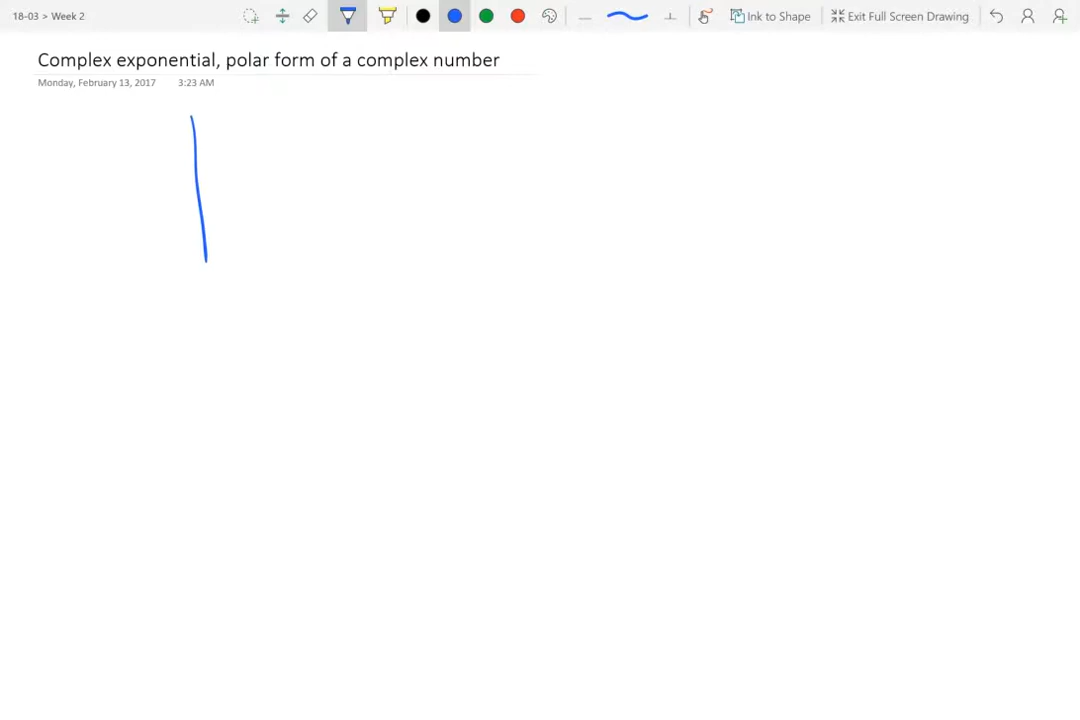 18-03 > Week 2
Ink to Shape
Exit Full Screen Drawing
Complex exponential, polar form of a complex number
Monday, February 13, 2017 3:23 AM